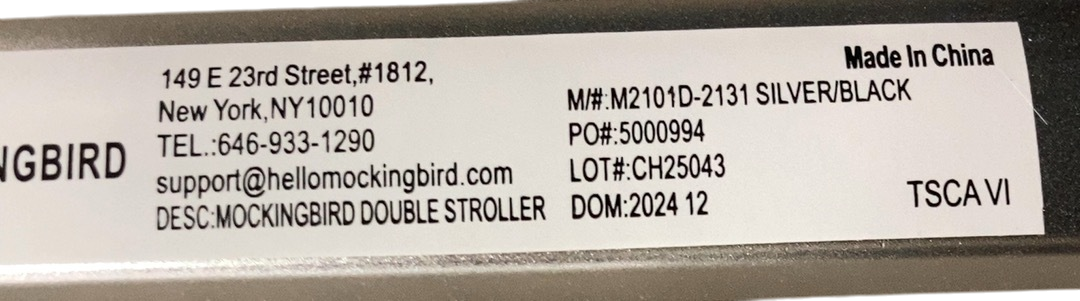 149 E 23rd Street,#1812,
New York,NY10010
TEL.:646-933-1290
support@hellomockingbird.com
DESC:MOCKINGBIRD DOUBLE STROLLER
NGBIRD
Made In China
M/#:M2101D-2131 SILVER/BLACK
PO#:5000994
LOT#:CH25043
DOM:2024 12
TSCA VI